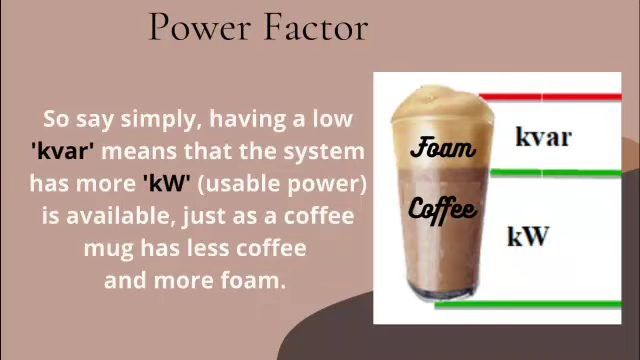 Power Factor
So say simply, having a low
'kvar' means that the system
has more 'kW' (usable power)
is available, just as a coffee
mug has less coffee
and more foam.
Foam
kvar
Coffee
kW